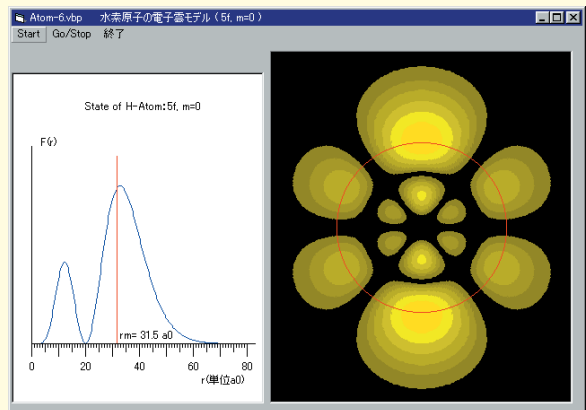 Atom-6.vbp 水素原子の電子雲モデル ( 5f, m=0 )
Start Go/Stop 終了
State of H-Atom:5f, m=0
F(r)
rm= 31.5 a0
0 20 40 60 80
r(単位a0)